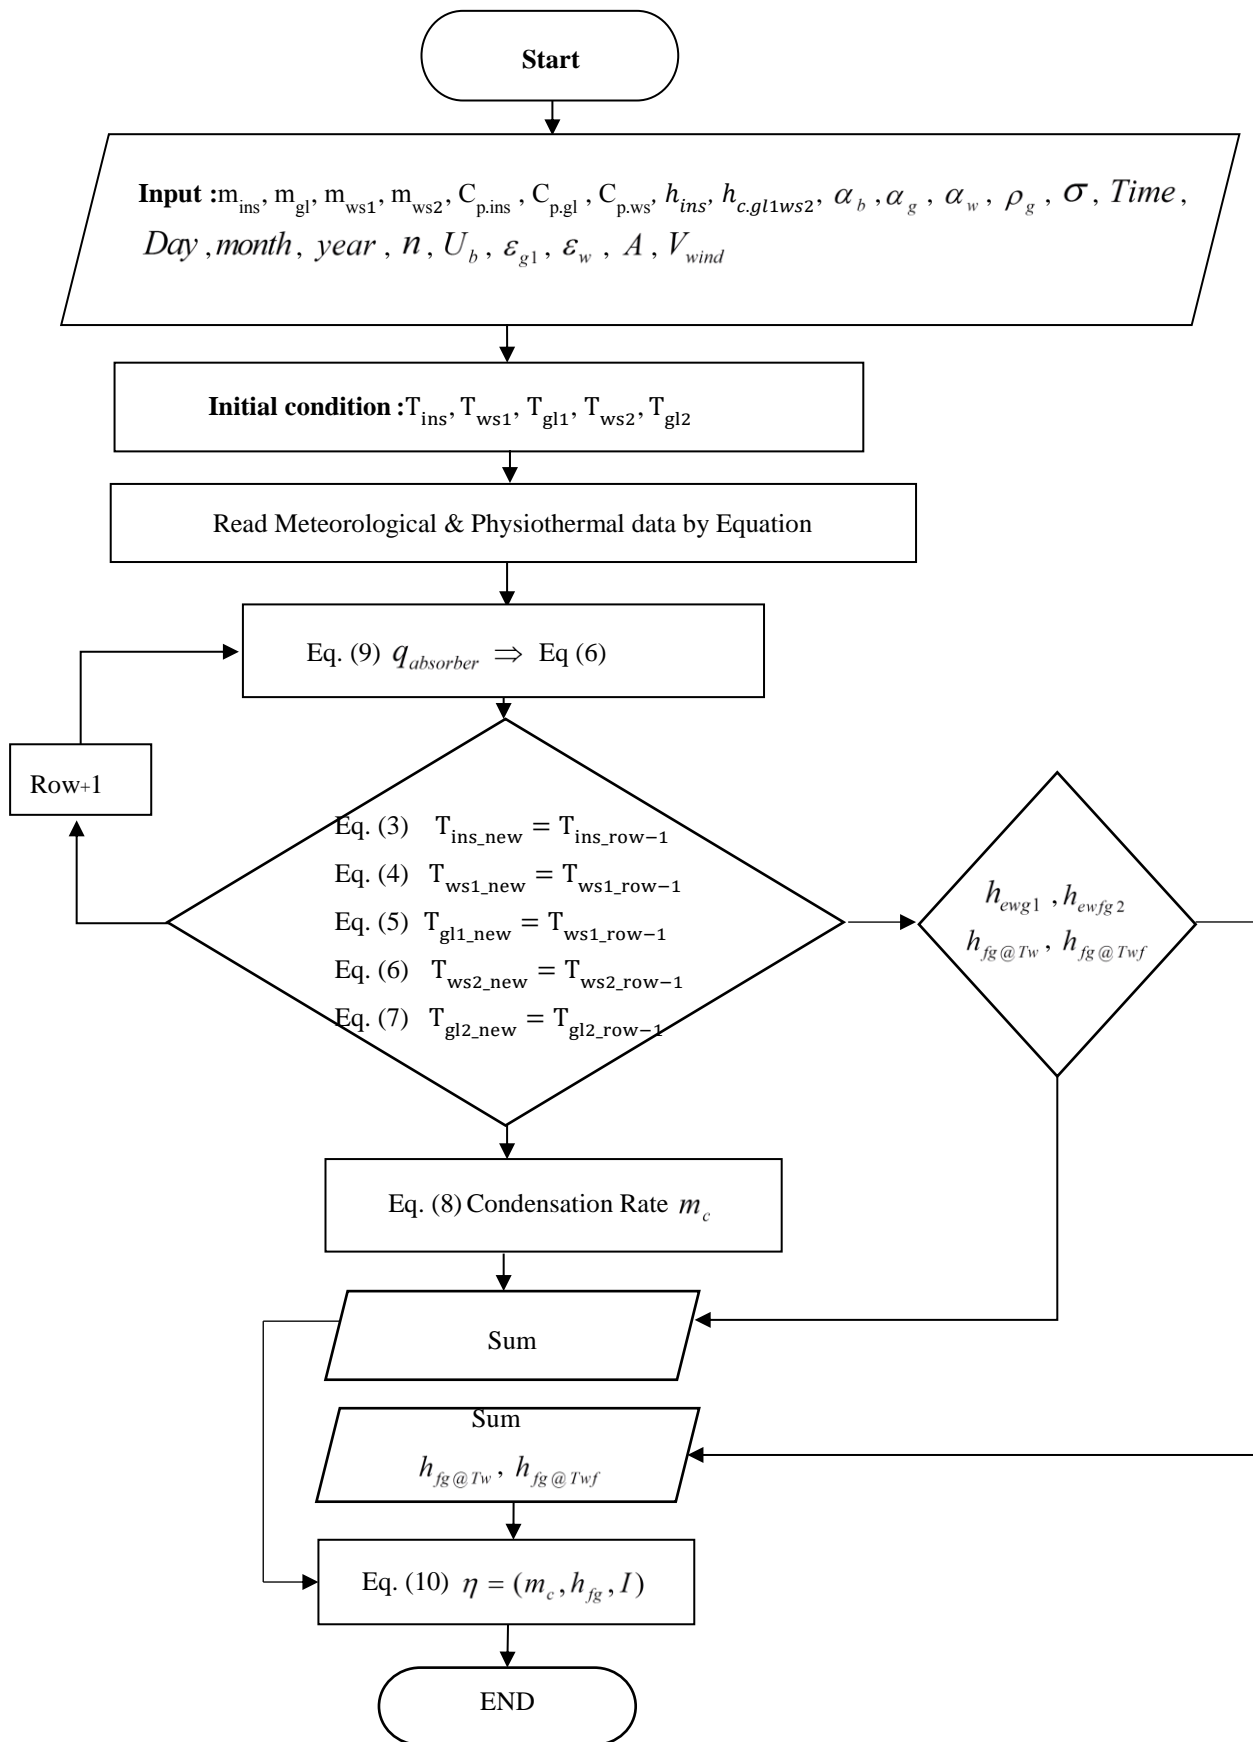 Start
Input :m_ins, m_gl, m_ws1, m_ws2, C_p.ins, C_p.gl , C_p.ws, h_ins, h_c.gl1ws2, α_b , α_g , α_w , ρ_g , σ, Time,
Day , month, year , n, U_b , ε_g1 , ε_w , A , V_wind
Initial condition :T_ins, T_ws1, T_gl1, T_ws2, T_gl2
Read Meteorological & Physiothermal data by Equation
Eq. (9) q_absorber ⇒ Eq (6)
Row+1
Eq. (3) T_ins_new = T_ins_row−1
Eq. (4) T_ws1_new = T_ws1_row−1
Eq. (5) T_gl1_new = T_ws1_row−1
Eq. (6) T_ws2_new = T_ws2_row−1
Eq. (7) T_gl2_new = T_gl2_row−1
h_ewg1 , h_ewfg2
h_fg@Tw , h_fg@Twf
Eq. (8) Condensation Rate m_c
Sum
Sum
h_fg@Tw , h_fg@Twf
Eq. (10) η = (m_c , h_fg , I)
END